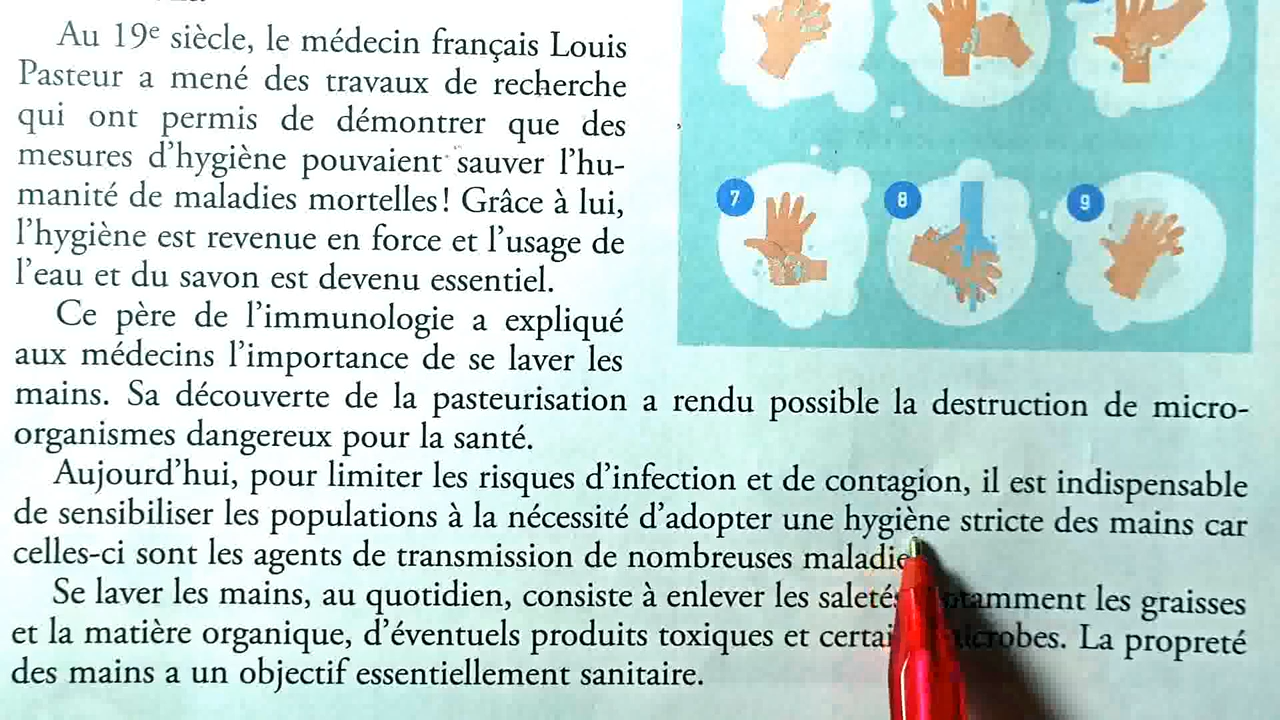 Au 19e siècle, le médecin français Louis
Pasteur a mené des travaux de recherche
qui ont permis de démontrer que des
mesures d'hygiène pouvaient sauver l'hu-
manité de maladies mortelles! Grâce à lui,
l'hygiène est revenue en force et l'usage de
l'eau et du savon est devenu essentiel.
Ce père de l'immunologie a expliqué
aux médecins l'importance de se laver les
mains. Sa découverte de la pasteurisation a rendu possible la destruction de micro-
organismes dangereux pour la santé.
Aujourd'hui, pour limiter les risques d'infection et de contagion, il est indispensable
de sensibiliser les populations à la nécessité d'adopter une hygiène stricte des mains car
celles-ci sont les agents de transmission de nombreuses
Se laver les mains, au quotidien, consiste à enlever les les graisses
et la matière organique, d'éventuels produits toxiques et La propreté
des mains a un objectif essentiellement sanitaire.
7
8
9